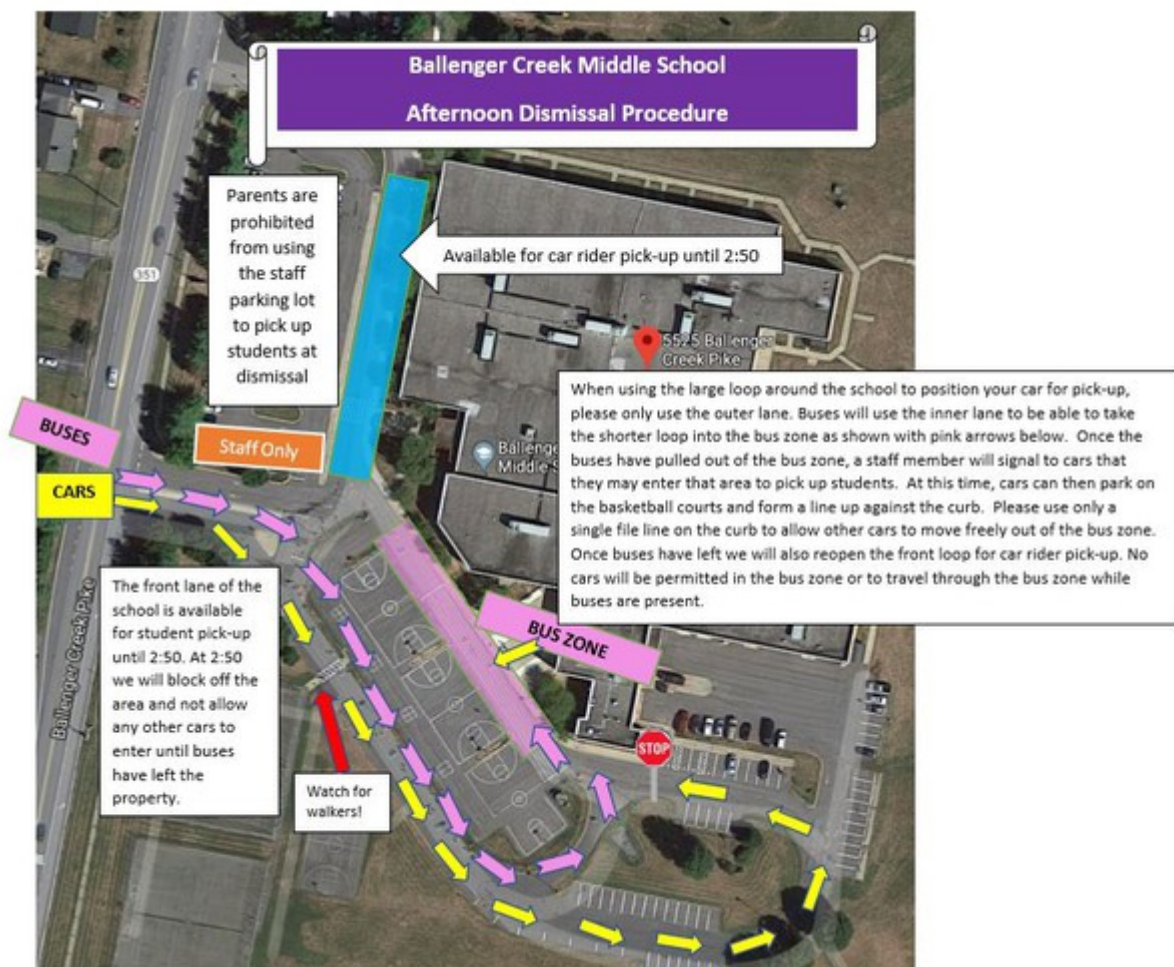 Ballenger Creek Middle School
Afternoon Dismissal Procedure
Parents are
prohibited
from using
the staff
parking lot
to pick up
students at
dismissal
Available for car rider pick-up until 2:50
351
5525 Ballenger
Creek Pike
When using the large loop around the school to position your car for pick-up,
please only use the outer lane. Buses will use the inner lane to be able to take
the shorter loop into the bus zone as shown with pink arrows below. Once the
buses have pulled out of the bus zone, a staff member will signal to cars that
they may enter that area to pick up students. At this time, cars can then park on
the basketball courts and form a line up against the curb. Please use only a
single file line on the curb to allow other cars to move freely out of the bus zone.
Once buses have left we will also reopen the front loop for car rider pick-up. No
cars will be permitted in the bus zone or to travel through the bus zone while
buses are present.
BUSES
Staff Only
Ballenge
Middle S
CARS
The front lane of the
school is available
for student pick-up
until 2:50. At 2:50
we will block off the
area and not allow
any other cars to
enter until buses
have left the
property.
Ballenger Creek Pike
BUS ZONE
STOP
Watch for
walkers!